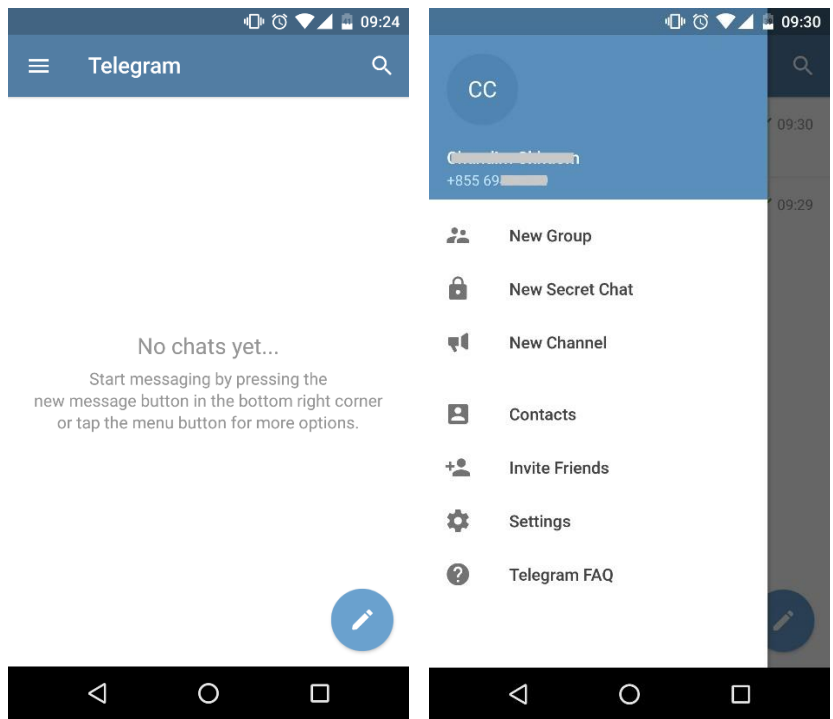 09:24
Telegram
No chats yet...
Start messaging by pressing the
new message button in the bottom right corner
or tap the menu button for more options.
09:30
CC
+855 69
New Group
New Secret Chat
New Channel
Contacts
Invite Friends
Settings
Telegram FAQ
09:30
09:29